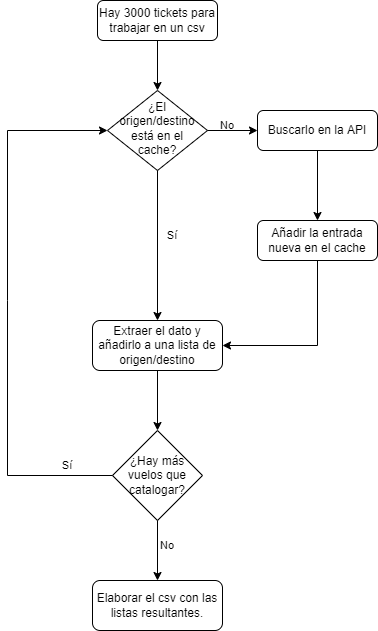 Hay 3000 tickets para
trabajar en un csv
¿El
origen/destino
está en el
cache?
No
Buscarlo en la API
Sí
Añadir la entrada
nueva en el cache
Extraer el dato y
añadirlo a una lista de
origen/destino
¿Hay más
vuelos que
catalogar?
Sí
No
Elaborar el csv con las
listas resultantes.